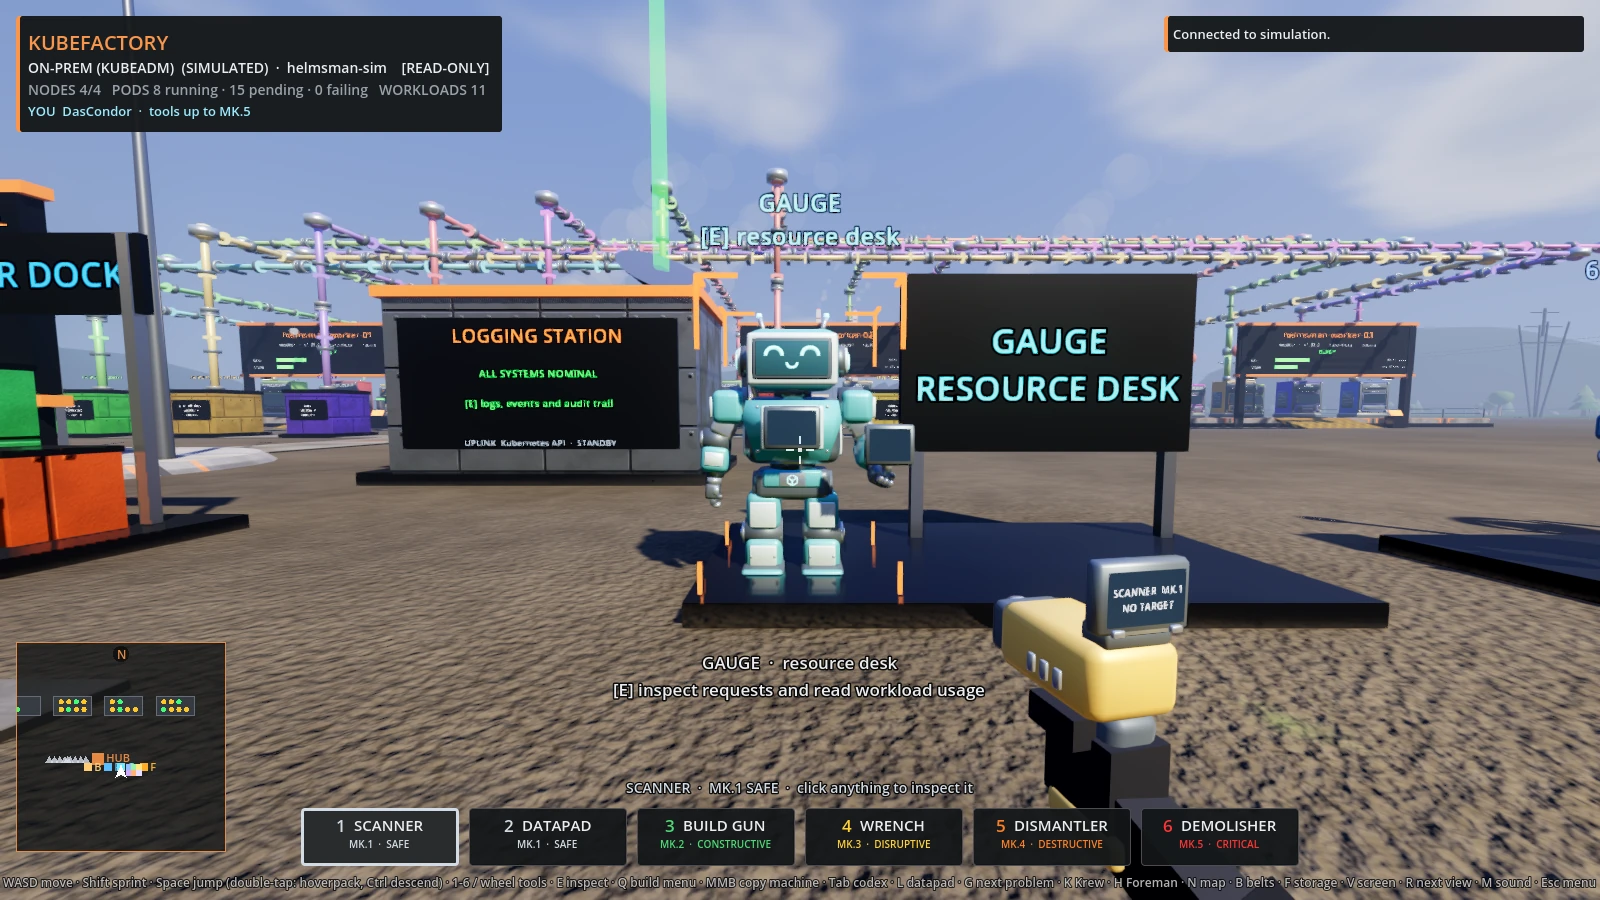 KUBEFACTORY
ON-PREM (KUBEADM) (SIMULATED) · helmsman-sim [READ-ONLY]
NODES 4/4 PODS 8 running · 15 pending · 0 failing WORKLOADS 11
YOU DasCondor · tools up to MK.5
Connected to simulation.
GAUGE
[E] resource desk
R DOCK
6
LOGGING STATION
ALL SYSTEMS NOMINAL
[E] logs, events and audit trail
UPLINK Kubernetes API · STANDBY
GAUGE
RESOURCE DESK
SCANNER MK.1
NO TARGET
GAUGE · resource desk
[E] inspect requests and read workload usage
N
HUB
B
F
SCANNER · MK.1 SAFE · click anything to inspect it
1 SCANNER
MK.1 · SAFE
2 DATAPAD
MK.1 · SAFE
3 BUILD GUN
MK.2 · CONSTRUCTIVE
4 WRENCH
MK.3 · DISRUPTIVE
5 DISMANTLER
MK.4 · DESTRUCTIVE
6 DEMOLISHER
MK.5 · CRITICAL
WASD move · Shift sprint · Space jump (double-tap: hoverpack, Ctrl descend) · 1-6 / wheel tools · E inspect · Q build menu · MMB copy machine · Tab codex · L datapad · G next problem · K Krew · H Foreman · N map · B belts · F storage · V screen · R next view · M sound · Esc menu